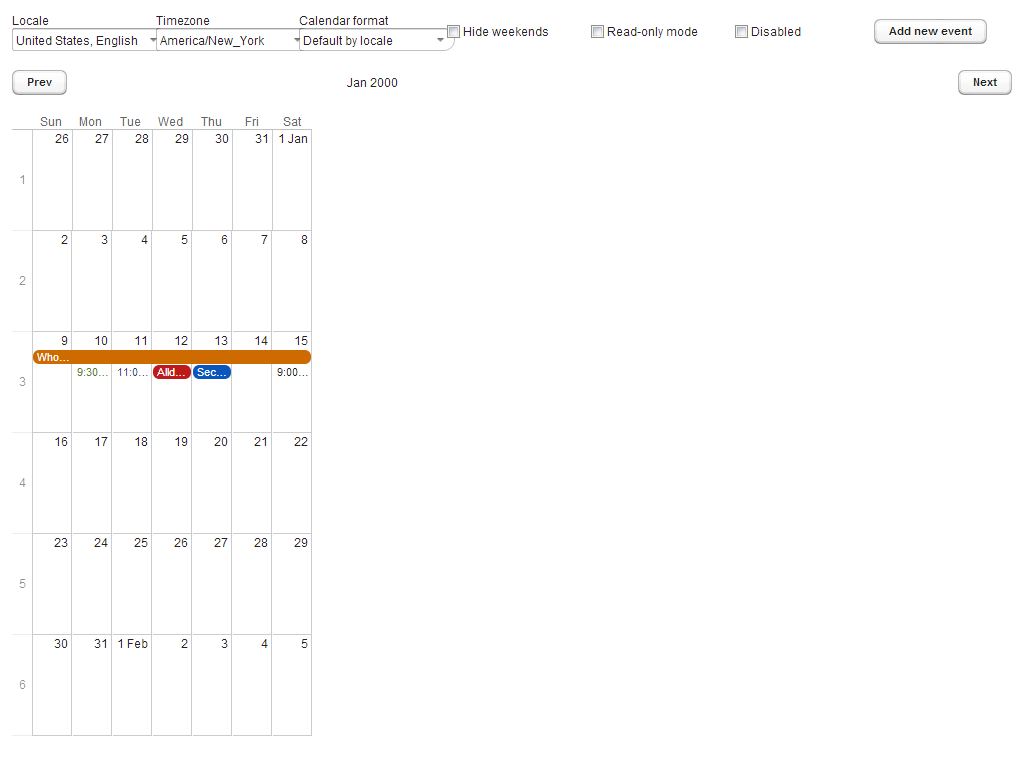 Locale Timezone Calendar format
United States, English America/New_York Default by locale Hide weekends Read-only mode Disabled Add new event
Prev Jan 2000 Next
Sun Mon Tue Wed Thu Fri Sat
26 27 28 29 30 31 1 Jan
1
2 3 4 5 6 7 8
2
9 10 11 12 13 14 15
Who...
9:30... 11:0... Alld... Sec... 9:00...
3
16 17 18 19 20 21 22
4
23 24 25 26 27 28 29
5
30 31 1 Feb 2 3 4 5
6